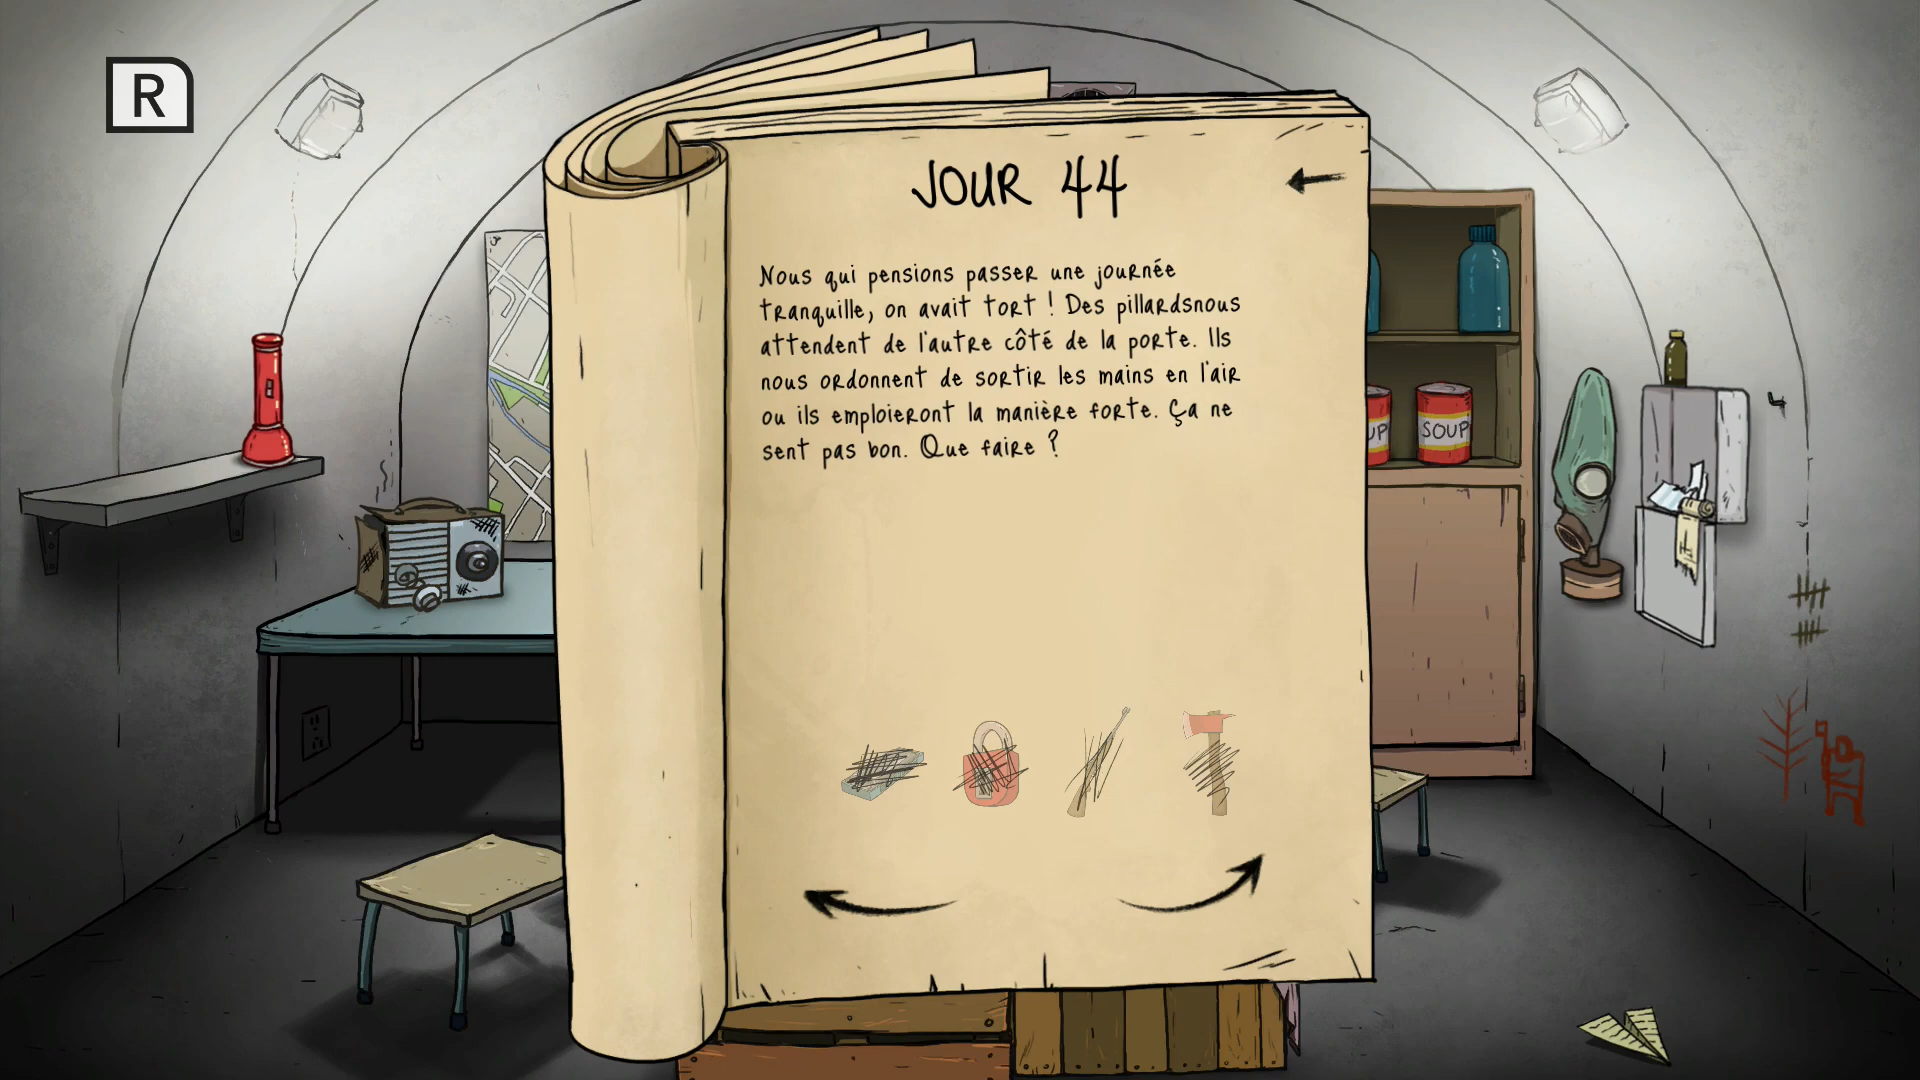 R
JOUR 44
Nous qui pensions passer une journée
tranquille, on avait tort ! Des pillardsnous
attendent de l'autre côté de la porte. Ils
nous ordonnent de sortir les mains en l'air
ou ils emploieront la manière forte. Ça ne
sent pas bon. Que faire ?
UP
SOUP